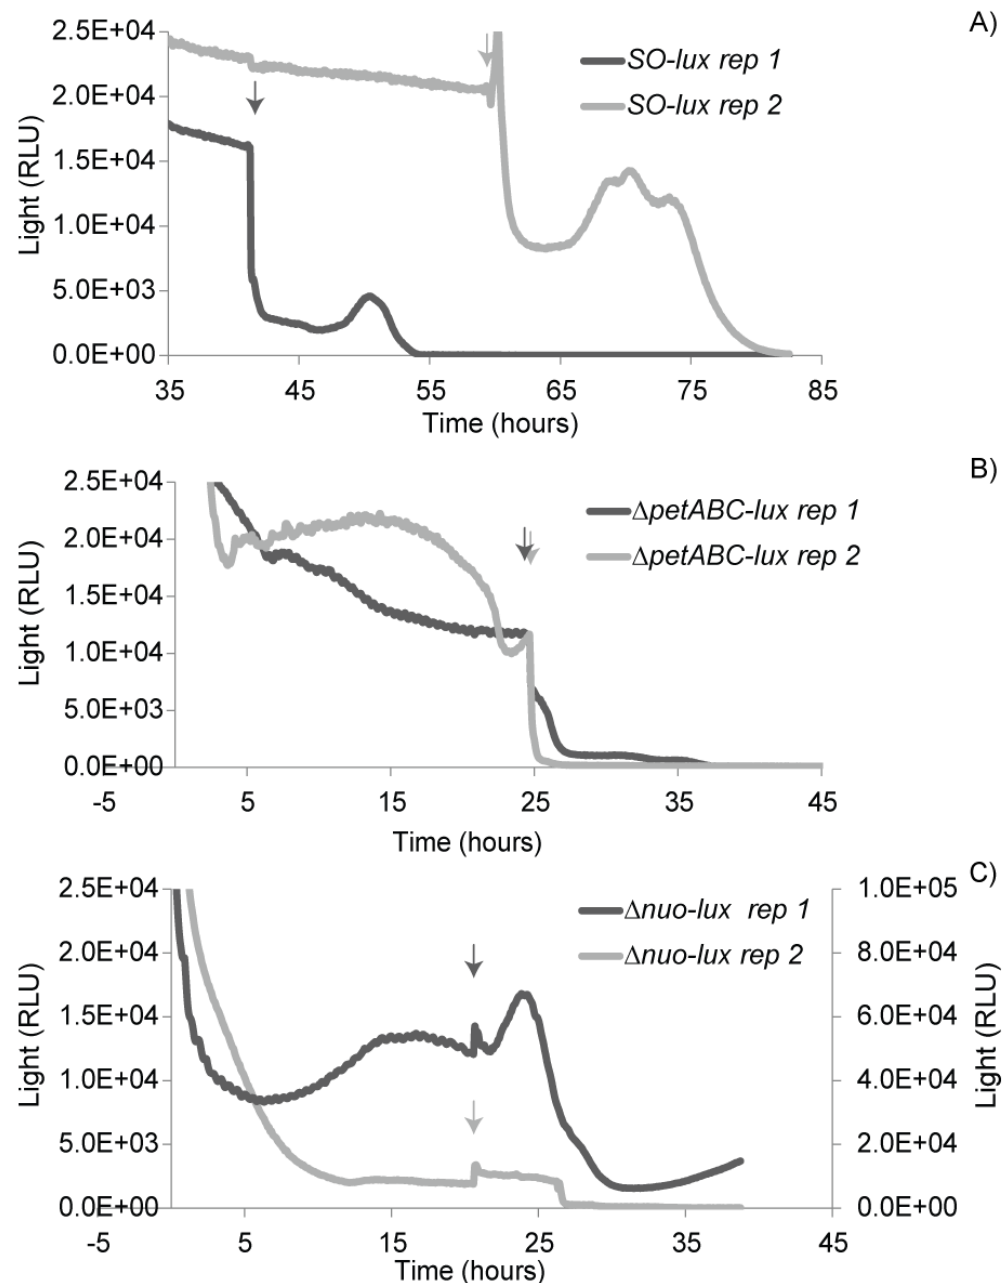 A)
2.5E+04
2.0E+04
1.5E+04
1.0E+04
5.0E+03
0.0E+00
Light (RLU)
SO-lux rep 1
SO-lux rep 2
35 45 55 65 75 85
Time (hours)
B)
2.5E+04
2.0E+04
1.5E+04
1.0E+04
5.0E+03
0.0E+00
Light (RLU)
ΔpetABC-lux rep 1
ΔpetABC-lux rep 2
-5 5 15 25 35 45
Time (hours)
C)
2.5E+04
2.0E+04
1.5E+04
1.0E+04
5.0E+03
0.0E+00
Light (RLU)
Δnuo-lux rep 1
Δnuo-lux rep 2
1.0E+05
8.0E+04
6.0E+04
4.0E+04
2.0E+04
0.0E+00
Light (RLU)
-5 5 15 25 35 45
Time (hours)